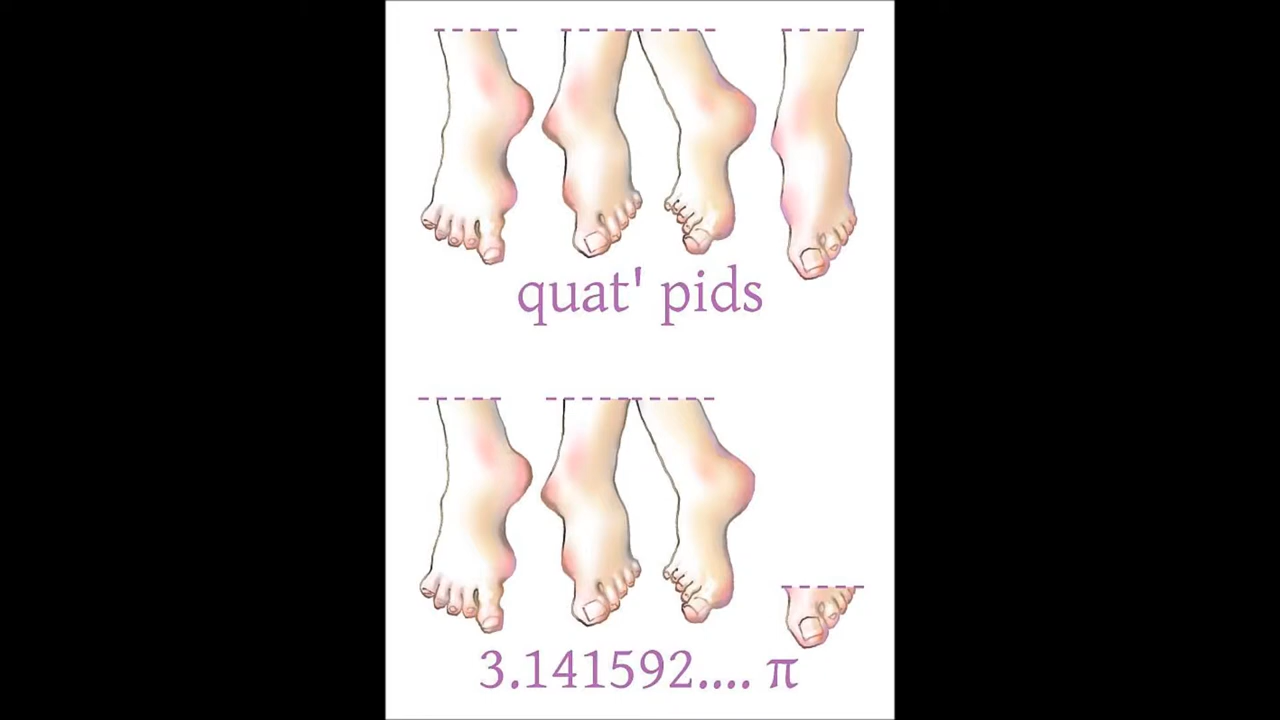 quat' pids
3.141592.... π